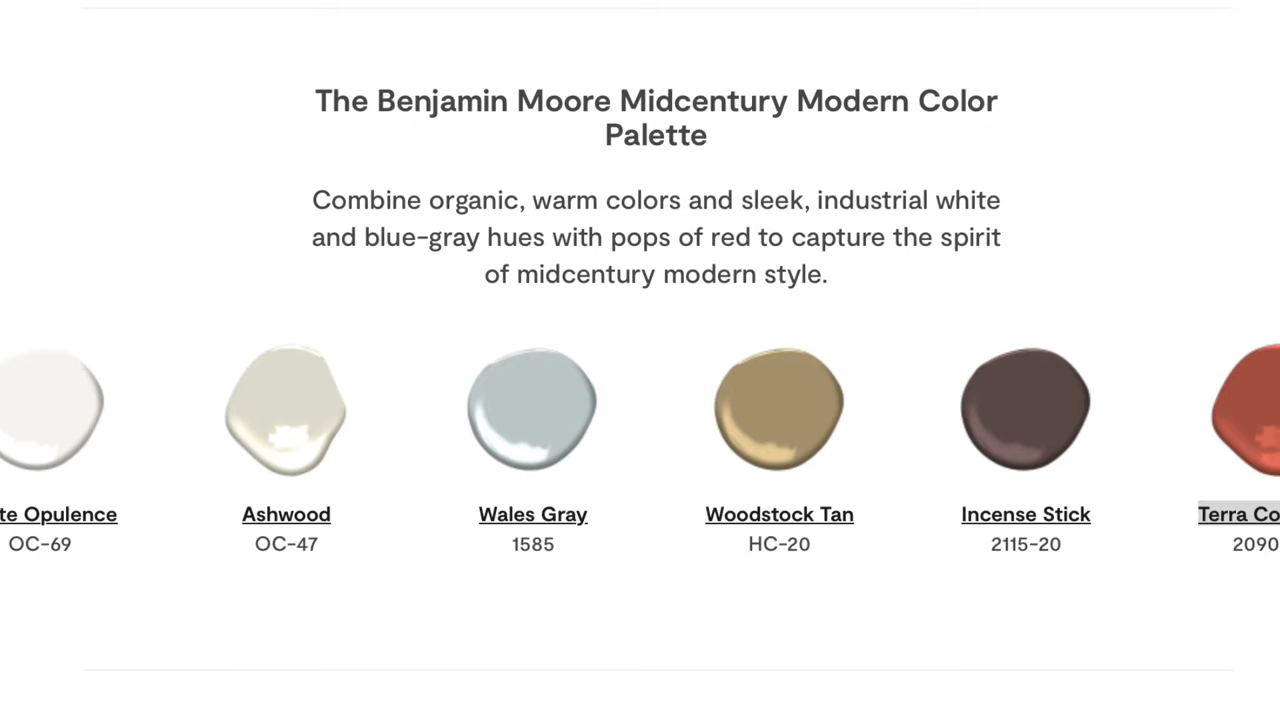 The Benjamin Moore Midcentury Modern Color
Palette
Combine organic, warm colors and sleek, industrial white
and blue-gray hues with pops of red to capture the spirit
of midcentury modern style.
te Opulence Ashwood Wales Gray Woodstock Tan Incense Stick Terra Co
OC-69 OC-47 1585 HC-20 2115-20 2090